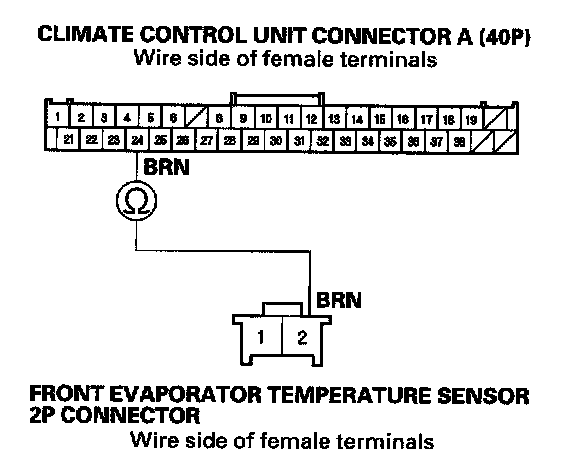 CLIMATE CONTROL UNIT CONNECTOR A (40P)
Wire side of female terminals
1 2 3 4 5 6 8 9 10 11 12 13 14 15 16 17 18 19
21 22 23 24 25 26 27 28 29 30 31 32 33 34 35 36 37 38
BRN
Ω
BRN
1 2
FRONT EVAPORATOR TEMPERATURE SENSOR
2P CONNECTOR
Wire side of female terminals